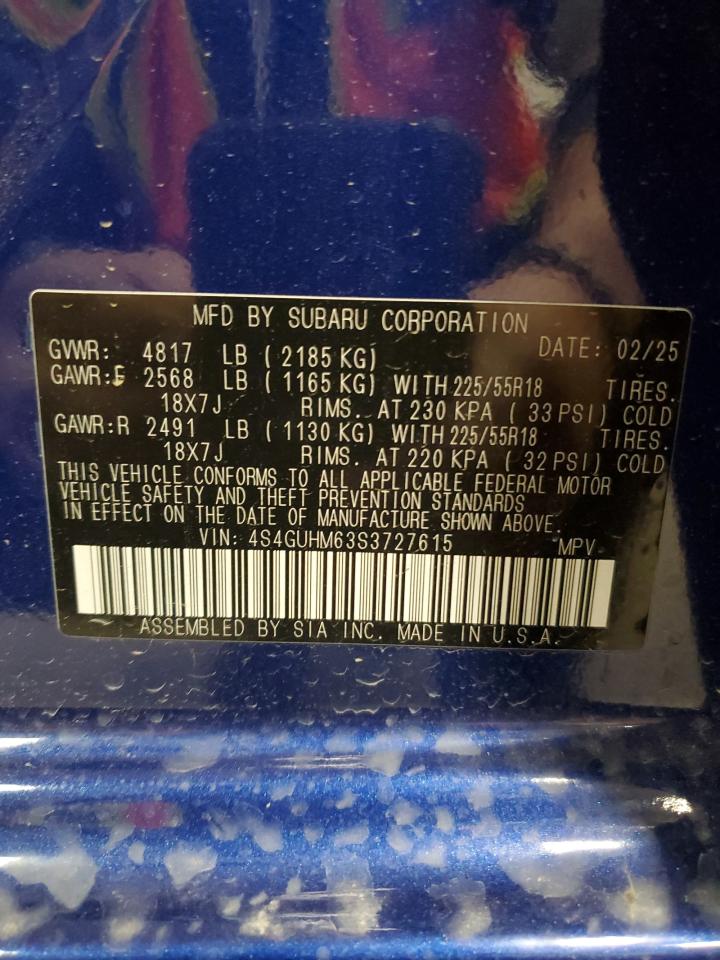 MFD BY SUBARU CORPORATION
GVWR: 4817 LB ( 2185 KG) DATE: 02/25
GAWR:F 2568 LB ( 1165 KG) WITH 225/55R18 TIRES.
18X7J RIMS. AT 230 KPA ( 33 PSI) COLD
GAWR:R 2491 LB ( 1130 KG) WITH 225/55R18 TIRES.
18X7J RIMS. AT 220 KPA ( 32 PSI) COLD
THIS VEHICLE CONFORMS TO ALL APPLICABLE FEDERAL MOTOR
VEHICLE SAFETY AND THEFT PREVENTION STANDARDS
IN EFFECT ON THE DATE OF MANUFACTURE SHOWN ABOVE.
VIN: 4S4GUHM63S3727615 MPV
ASSEMBLED BY SIA INC. MADE IN U.S.A.